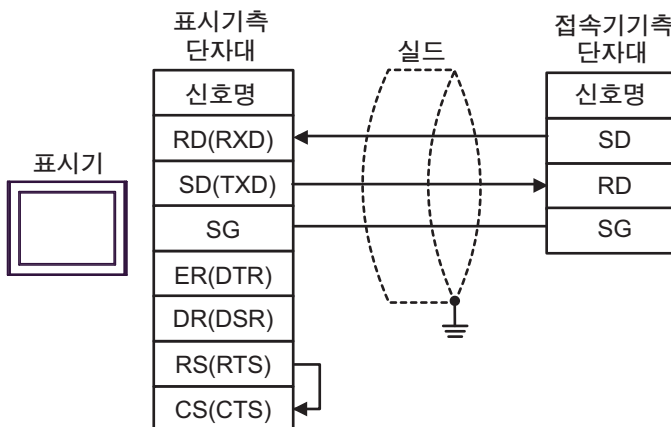 표시기측
단자대
신호명
RD(RXD)
SD(TXD)
SG
ER(DTR)
DR(DSR)
RS(RTS)
CS(CTS)
표시기
실드
접속기기측
단자대
신호명
SD
RD
SG